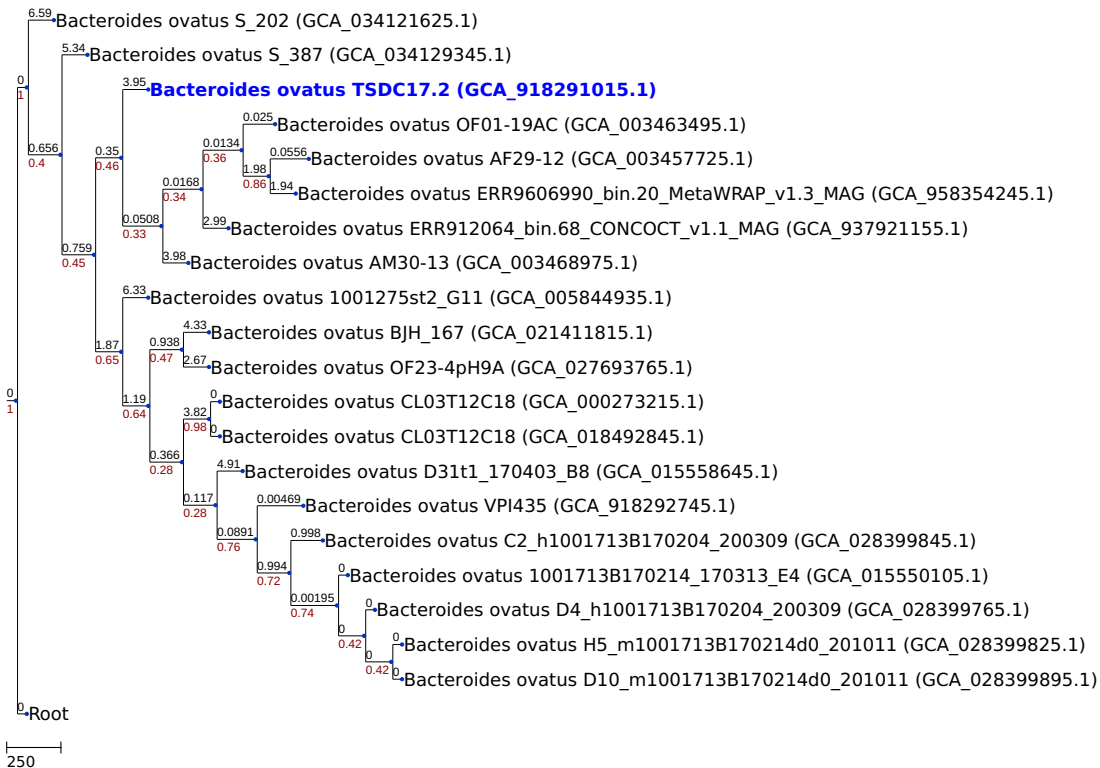 6.59 Bacteroides ovatus S_202 (GCA_034121625.1)
5.34 Bacteroides ovatus S_387 (GCA_034129345.1)
0
1
3.95 Bacteroides ovatus TSDC17.2 (GCA_918291015.1)
0.025 Bacteroides ovatus OF01-19AC (GCA_003463495.1)
0.656
0.4
0.35
0.46
0.0134
0.36
0.0556 Bacteroides ovatus AF29-12 (GCA_003457725.1)
1.98
0.86
0.0168
0.34
1.94 Bacteroides ovatus ERR9606990_bin.20_MetaWRAP_v1.3_MAG (GCA_958354245.1)
0.0508
0.33
2.99 Bacteroides ovatus ERR912064_bin.68_CONCOCT_v1.1_MAG (GCA_937921155.1)
0.759
0.45
3.98 Bacteroides ovatus AM30-13 (GCA_003468975.1)
6.33 Bacteroides ovatus 1001275st2_G11 (GCA_005844935.1)
4.33 Bacteroides ovatus BJH_167 (GCA_021411815.1)
1.87
0.65
0.938
0.47
2.67 Bacteroides ovatus OF23-4pH9A (GCA_027693765.1)
0
1
1.19
0.64
0 Bacteroides ovatus CL03T12C18 (GCA_000273215.1)
3.82
0.98
0 Bacteroides ovatus CL03T12C18 (GCA_018492845.1)
0.366
0.28
4.91 Bacteroides ovatus D31t1_170403_B8 (GCA_015558645.1)
0.117
0.28
0.00469 Bacteroides ovatus VPI435 (GCA_918292745.1)
0.0891
0.76
0.998 Bacteroides ovatus C2_h1001713B170204_200309 (GCA_028399845.1)
0.994
0.72
0 Bacteroides ovatus 1001713B170214_170313_E4 (GCA_015550105.1)
0.00195
0.74
0 Bacteroides ovatus D4_h1001713B170204_200309 (GCA_028399765.1)
0
0.42
0 Bacteroides ovatus H5_m1001713B170214d0_201011 (GCA_028399825.1)
0
0.42
0 Bacteroides ovatus D10_m1001713B170214d0_201011 (GCA_028399895.1)
0 Root
250